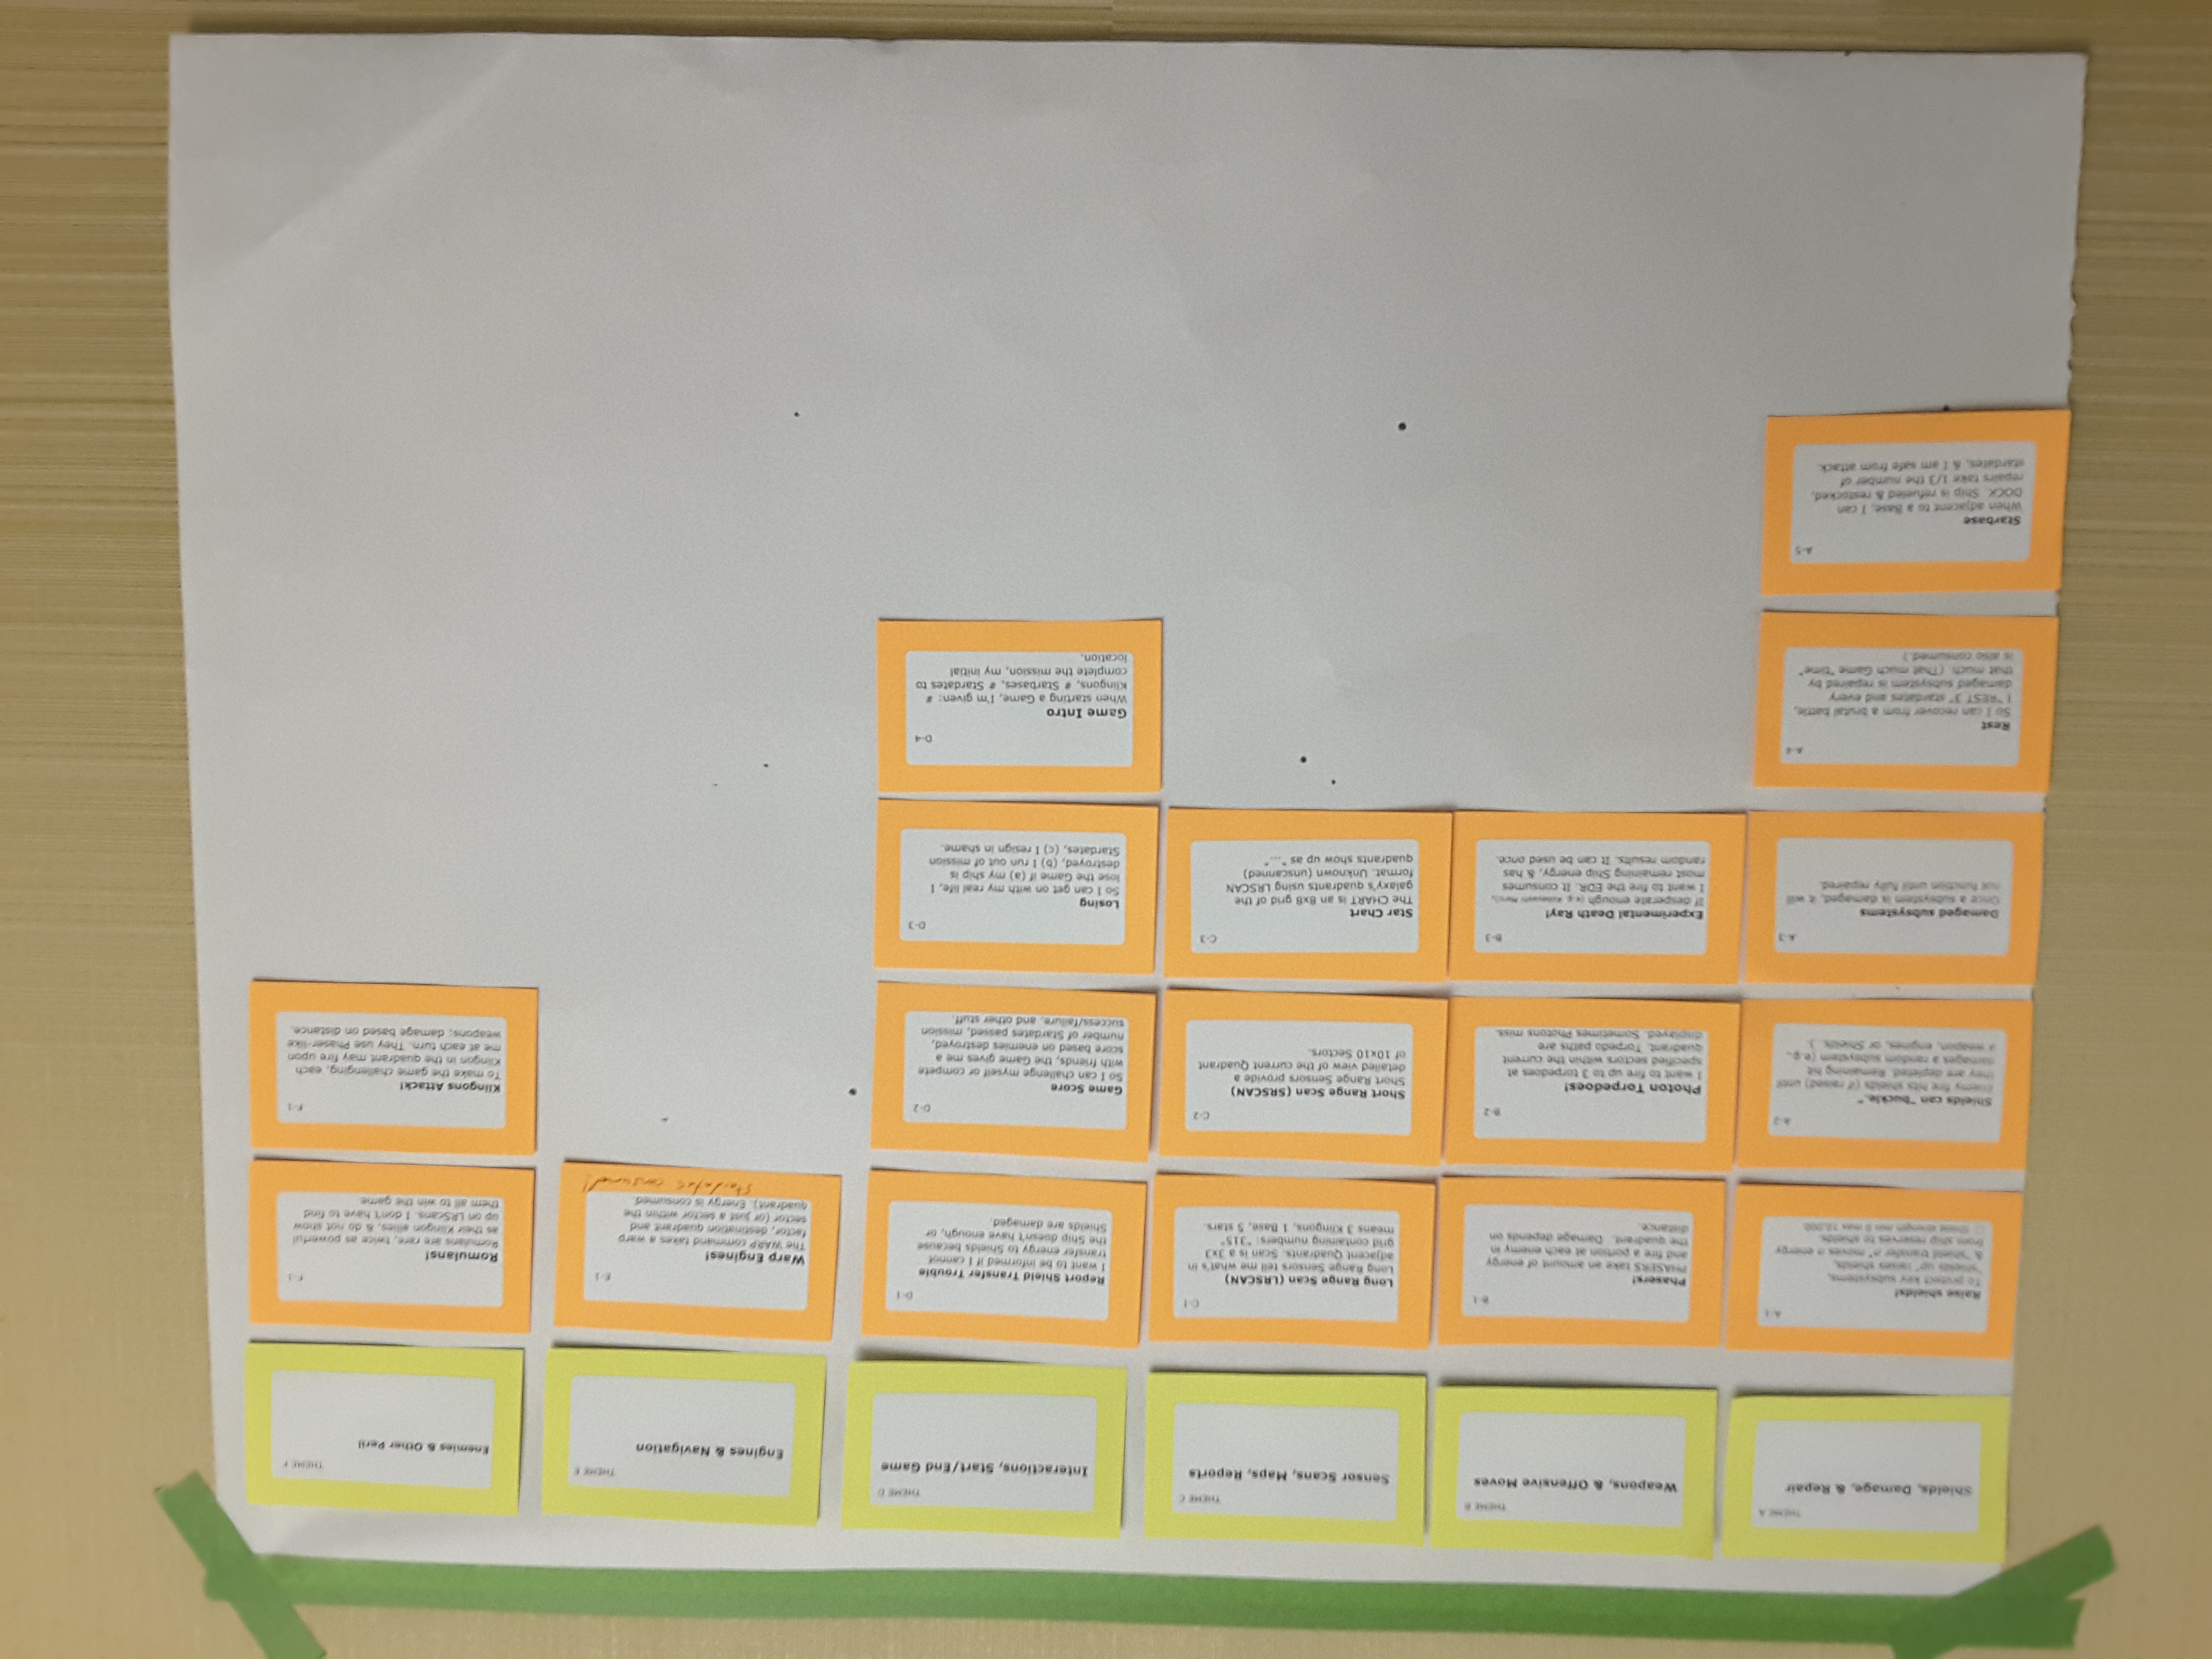 THEME A
Shields, Damage, & Repair
THEME B
Weapons, & Offensive Moves
THEME C
Sensor Scans, Maps, Reports
THEME D
Interactions, Start/End Game
THEME E
Engines & Navigation
THEME F
Enemies & Other Peril
A-1
Raise shields!
To protect key subsystems,
"shields up" raises shields,
& "shield transfer n" moves n energy
from ship reserves to shields.
Shield strength min 0 max 10,000
B-1
Phasers!
PHASERS take an amount of energy
and fire a portion at each enemy in
the quadrant. Damage depends on
distance.
C-1
Long Range Scan (LRSCAN)
Long Range Sensors tell me what's in
adjacent Quadrants. Scan is a 3x3
grid containing numbers: "315"
means 3 Klingons, 1 Base, 5 stars.
D-1
Report Shield Transfer Trouble
I want to be informed if I cannot
transfer energy to Shields because
the Ship doesn't have enough, or
Shields are damaged.
E-1
Warp Engines!
The WARP command takes a warp
factor, destination quadrant and
sector (or just a sector within the
quadrant). Energy is consumed.
Stardates consumed!
F-1
Romulans!
Romulans are rare, twice as powerful
as their Klingon allies, & do not show
up on LRScans. I don't have to find
them all to win the game.
A-2
Shields can "buckle."
Enemy fire hits shields (if raised) until
they are depleted. Remaining hit
damages a random subsystem (e.g.,
a weapon, engines, or Shields...).
B-2
Photon Torpedoes!
I want to fire up to 3 torpedoes at
specified sectors within the current
quadrant. Torpedo paths are
displayed. Sometimes Photons miss.
C-2
Short Range Scan (SRSCAN)
Short Range Sensors provide a
detailed view of the current Quadrant
of 10x10 Sectors.
D-2
Game Score
So I can challenge myself or compete
with friends, the Game gives me a
score based on enemies destroyed,
number of Stardates passed, mission
success/failure, and other stuff.
F-1
Klingons Attack!
To make the game challenging, each
Klingon in the quadrant may fire upon
me at each turn. They use Phaser-like
weapons; damage based on distance.
A-3
Damaged subsystems
Once a subsystem is damaged, it will
not function until fully repaired.
B-3
Experimental Death Ray!
If desperate enough (e.g. Kobayashi Maru),
I want to fire the EDR. It consumes
most remaining Ship energy, & has
random results. It can be used once.
C-3
Star Chart
The CHART is an 8x8 grid of the
galaxy's quadrants using LRSCAN
format. Unknown (unscanned)
quadrants show up as "..."
D-3
Losing
So I can get on with my real life, I
lose the Game if (a) my ship is
destroyed, (b) I run out of mission
Stardates, (c) I resign in shame.
A-4
Rest
So I can recover from a brutal battle,
I "REST 3" stardates and every
damaged subsystem is repaired by
that much. (That much Game "time"
is also consumed.)
D-4
Game Intro
When starting a Game, I'm given: #
Klingons, # Starbases, # Stardates to
complete the mission, my initial
location.
A-5
Starbase
When adjacent to a Base, I can
DOCK. Ship is refueled & restocked,
repairs take 1/3 the number of
stardates, & I am safe from attack.